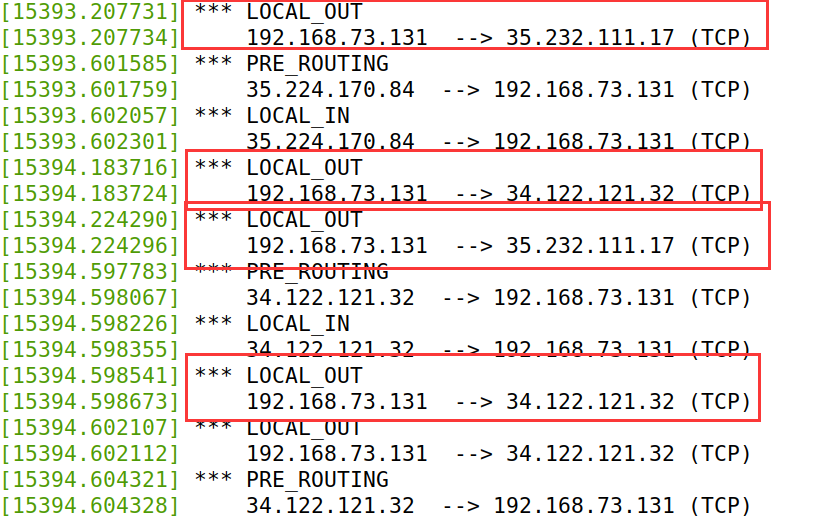 [15393.207731] *** LOCAL_OUT
[15393.207734]     192.168.73.131  --> 35.232.111.17 (TCP)
[15393.601585] *** PRE_ROUTING
[15393.601759]     35.224.170.84  --> 192.168.73.131 (TCP)
[15393.602057] *** LOCAL_IN
[15393.602301]     35.224.170.84  --> 192.168.73.131 (TCP)
[15394.183716] *** LOCAL_OUT
[15394.183724]     192.168.73.131  --> 34.122.121.32 (TCP)
[15394.224290] *** LOCAL_OUT
[15394.224296]     192.168.73.131  --> 35.232.111.17 (TCP)
[15394.597783] *** PRE_ROUTING
[15394.598067]     34.122.121.32  --> 192.168.73.131 (TCP)
[15394.598226] *** LOCAL_IN
[15394.598355]     34.122.121.32  --> 192.168.73.131 (TCP)
[15394.598541] *** LOCAL_OUT
[15394.598673]     192.168.73.131  --> 34.122.121.32 (TCP)
[15394.602107] *** LOCAL_OUT
[15394.602112]     192.168.73.131  --> 34.122.121.32 (TCP)
[15394.604321] *** PRE_ROUTING
[15394.604328]     34.122.121.32  --> 192.168.73.131 (TCP)